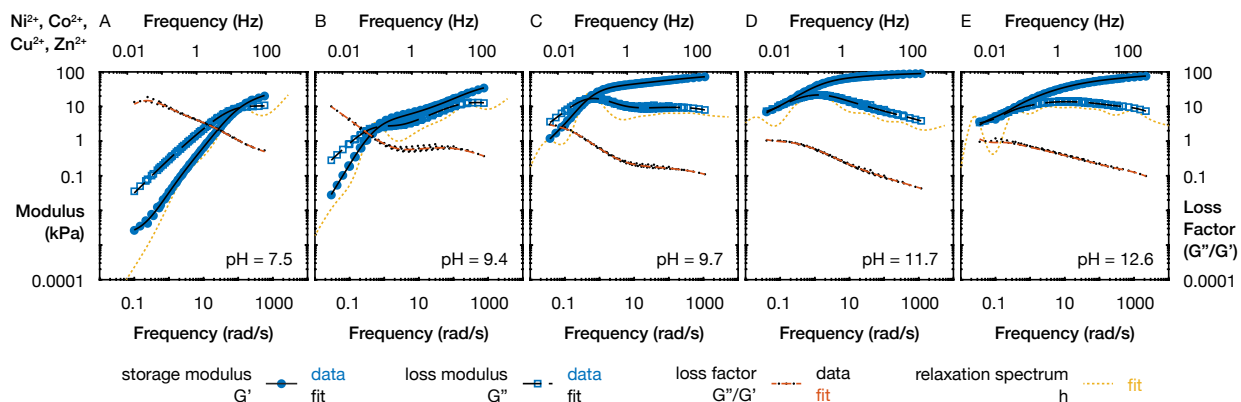 Ni²⁺, Co²⁺,
Cu²⁺, Zn²⁺
A Frequency (Hz) B Frequency (Hz) C Frequency (Hz) D Frequency (Hz) E Frequency (Hz)
0.01 1 100 0.01 1 100 0.01 1 100 0.01 1 100 0.01 1 100
100 100
10 10
1 1
0.1 0.1
Modulus
(kPa)
Loss
Factor
(G"/G')
pH = 7.5 pH = 9.4 pH = 9.7 pH = 11.7 pH = 12.6
0.0001 0.0001
0.1 10 1000 0.1 10 1000 0.1 10 1000 0.1 10 1000 0.1 10 1000
Frequency (rad/s) Frequency (rad/s) Frequency (rad/s) Frequency (rad/s) Frequency (rad/s)
storage modulus data loss modulus data loss factor data relaxation spectrum fit
G' fit G" fit G"/G' fit h